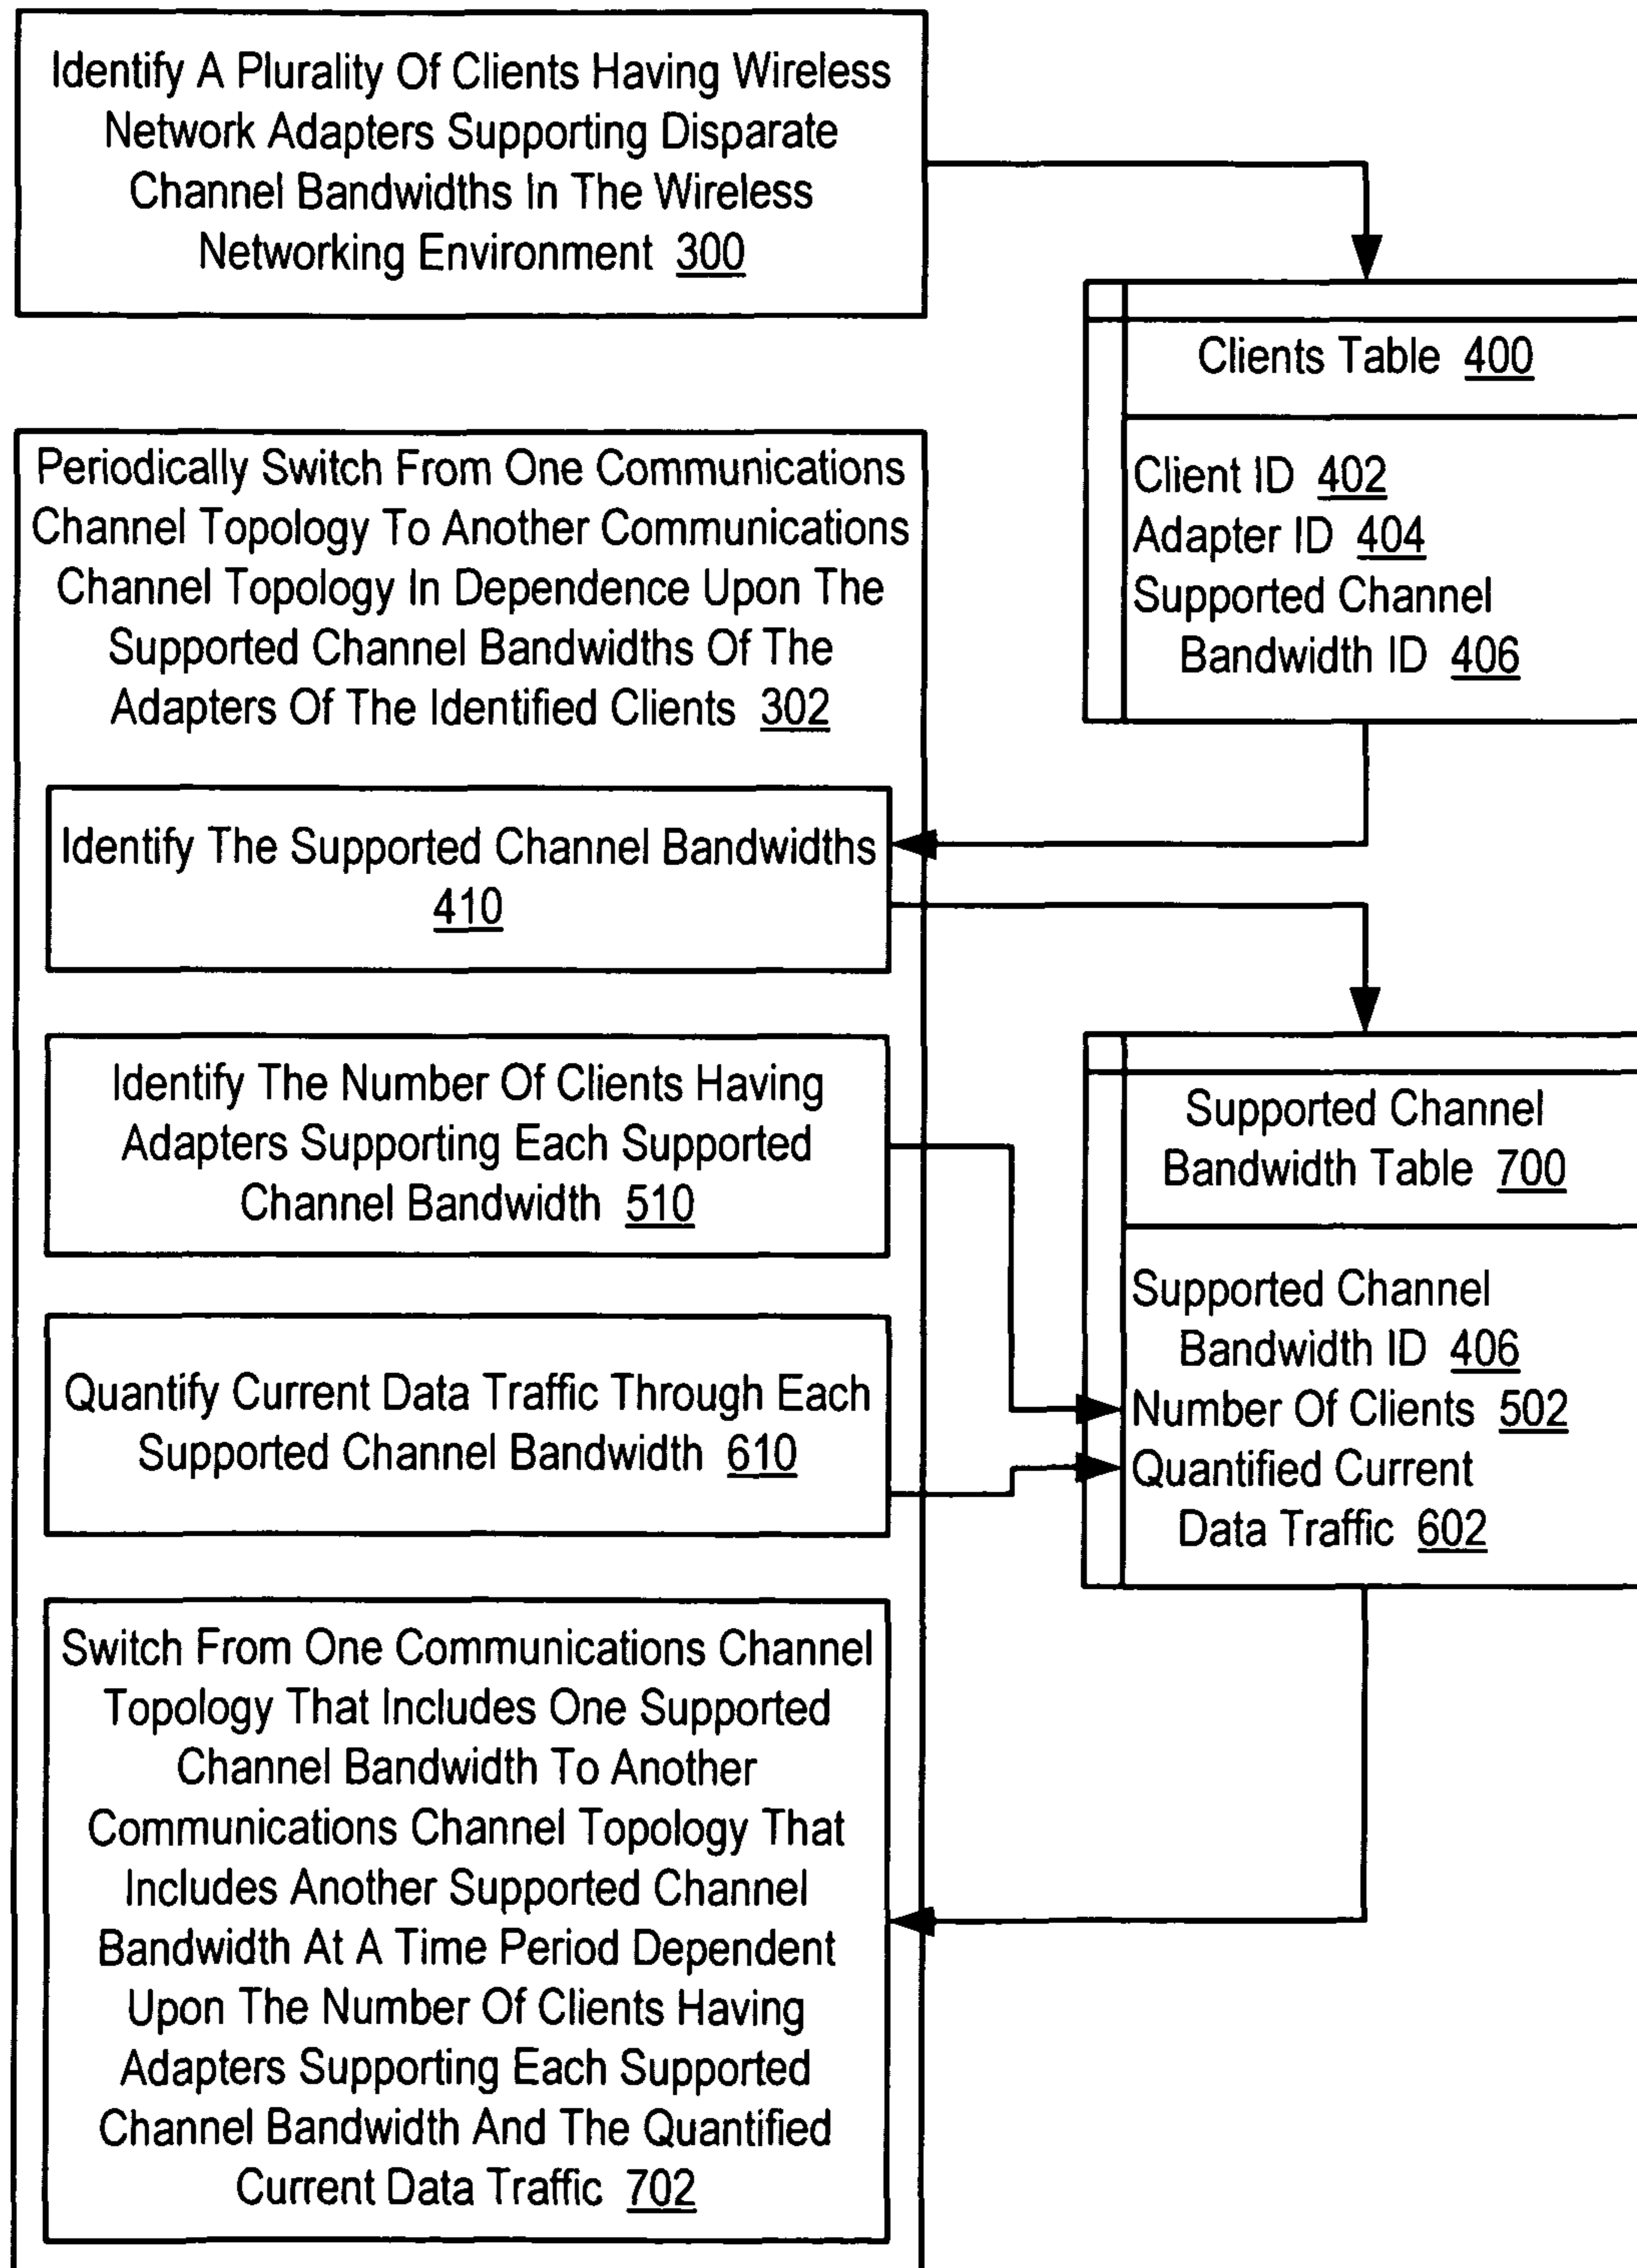 Identify A Plurality Of Clients Having Wireless
Network Adapters Supporting Disparate
Channel Bandwidths In The Wireless
Networking Environment 300
Clients Table 400
Client ID 402
Adapter ID 404
Supported Channel
Bandwidth ID 406
Periodically Switch From One Communications
Channel Topology To Another Communications
Channel Topology In Dependence Upon The
Supported Channel Bandwidths Of The
Adapters Of The Identified Clients 302
Identify The Supported Channel Bandwidths
410
Identify The Number Of Clients Having
Adapters Supporting Each Supported
Channel Bandwidth 510
Quantify Current Data Traffic Through Each
Supported Channel Bandwidth 610
Supported Channel
Bandwidth Table 700
Supported Channel
Bandwidth ID 406
Number Of Clients 502
Quantified Current
Data Traffic 602
Switch From One Communications Channel
Topology That Includes One Supported
Channel Bandwidth To Another
Communications Channel Topology That
Includes Another Supported Channel
Bandwidth At A Time Period Dependent
Upon The Number Of Clients Having
Adapters Supporting Each Supported
Channel Bandwidth And The Quantified
Current Data Traffic 702